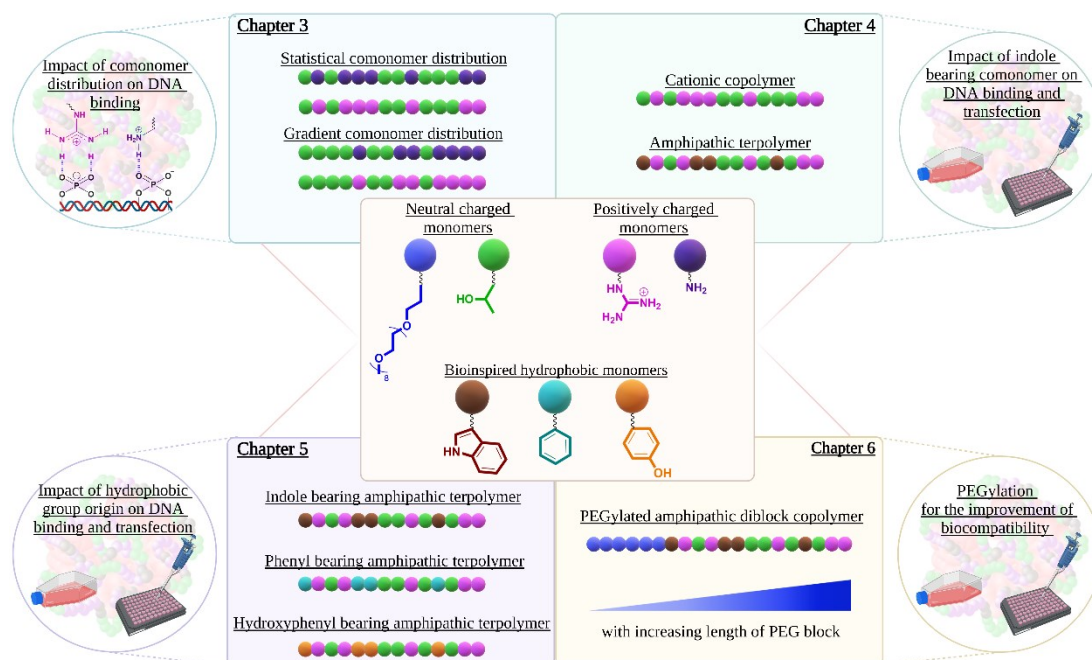 Chapter 3
Statistical comonomer distribution
Gradient comonomer distribution
Impact of comonomer
distribution on DNA
binding
NH
H
N
N
H
H
H
H₂N
H
O
O
P
O
O
O
O⁻
P
O
O
Chapter 4
Cationic copolymer
Amphipathic terpolymer
Impact of indole
bearing comonomer on
DNA binding and
transfection
Neutral charged
monomers
HO
O
O
8
Positively charged
monomers
HN
NH₂
H₂N
NH₂
Bioinspired hydrophobic monomers
HN
OH
Chapter 5
Indole bearing amphipathic terpolymer
Phenyl bearing amphipathic terpolymer
Hydroxyphenyl bearing amphipathic terpolymer
Impact of hydrophobic
group origin on DNA
binding and transfection
Chapter 6
PEGylated amphipathic diblock copolymer
with increasing length of PEG block
PEGylation
for the improvement of
biocompatibility